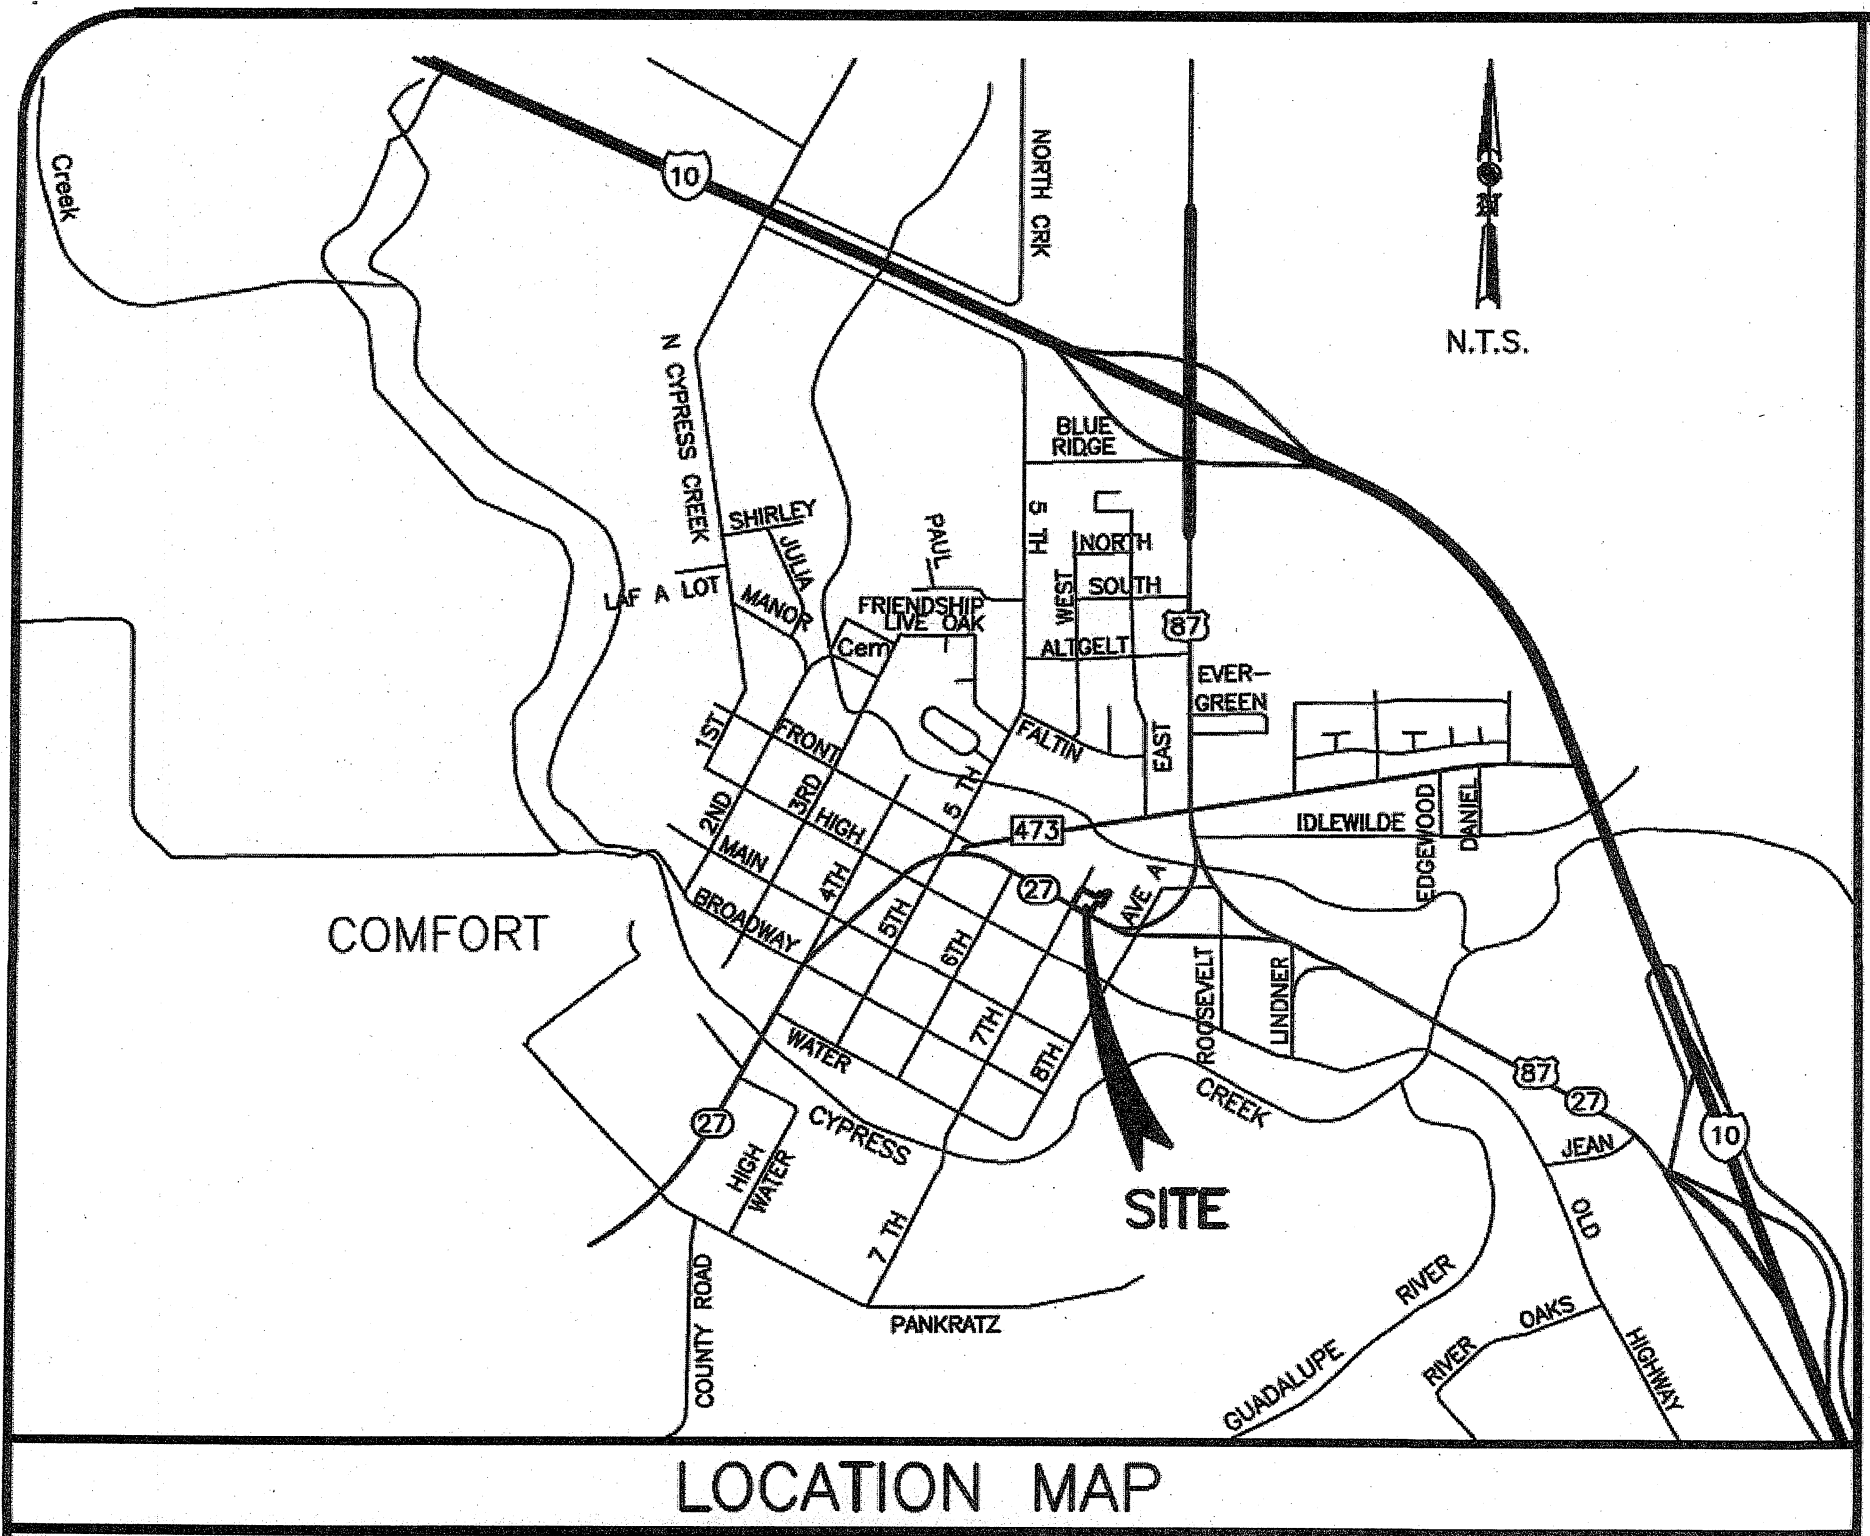 Creek
10
NORTH CRK
N
N.T.S.
N CYPRESS CREEK
BLUE
RIDGE
SHIRLEY
JULIA
PAUL
5 TH
NORTH
WEST
SOUTH
LAF A LOT
MANOR
FRIENDSHIP
LIVE OAK
87
Cem
ALTGELT
EVER-
GREEN
1ST
FRONT
FALTIN
EAST
2ND
3RD
HIGH
5 TH
473
IDLEWILDE
EDGEWOOD
DANIEL
MAIN
4TH
27
AVE A
BROADWAY
5TH
6TH
COMFORT
ROOSEVELT
LINDNER
WATER
7TH
8TH
CREEK
87
27
27
CYPRESS
JEAN
10
HIGH
WATER
SITE
OLD
7 TH
COUNTY ROAD
PANKRATZ
RIVER
OAKS
GUADALUPE
RIVER
HIGHWAY
LOCATION MAP